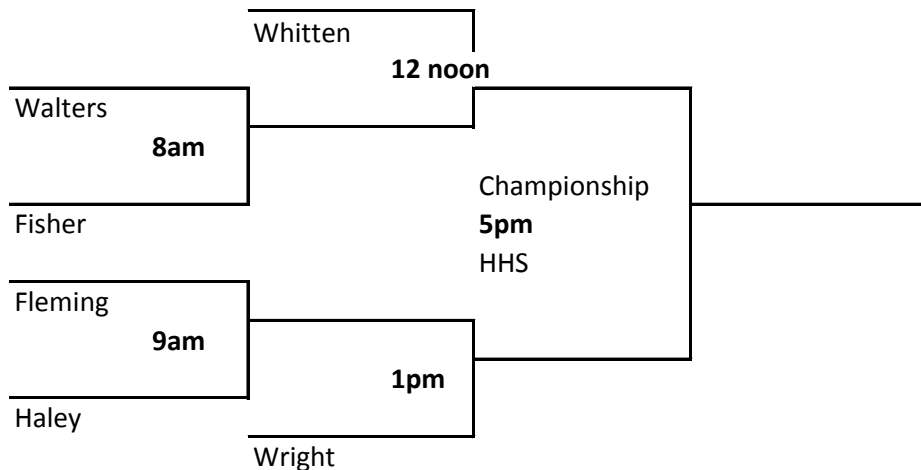 Whitten
12 noon
Walters
8am
Championship
Fisher
5pm
HHS
Fleming
9am
1pm
Haley
Wright